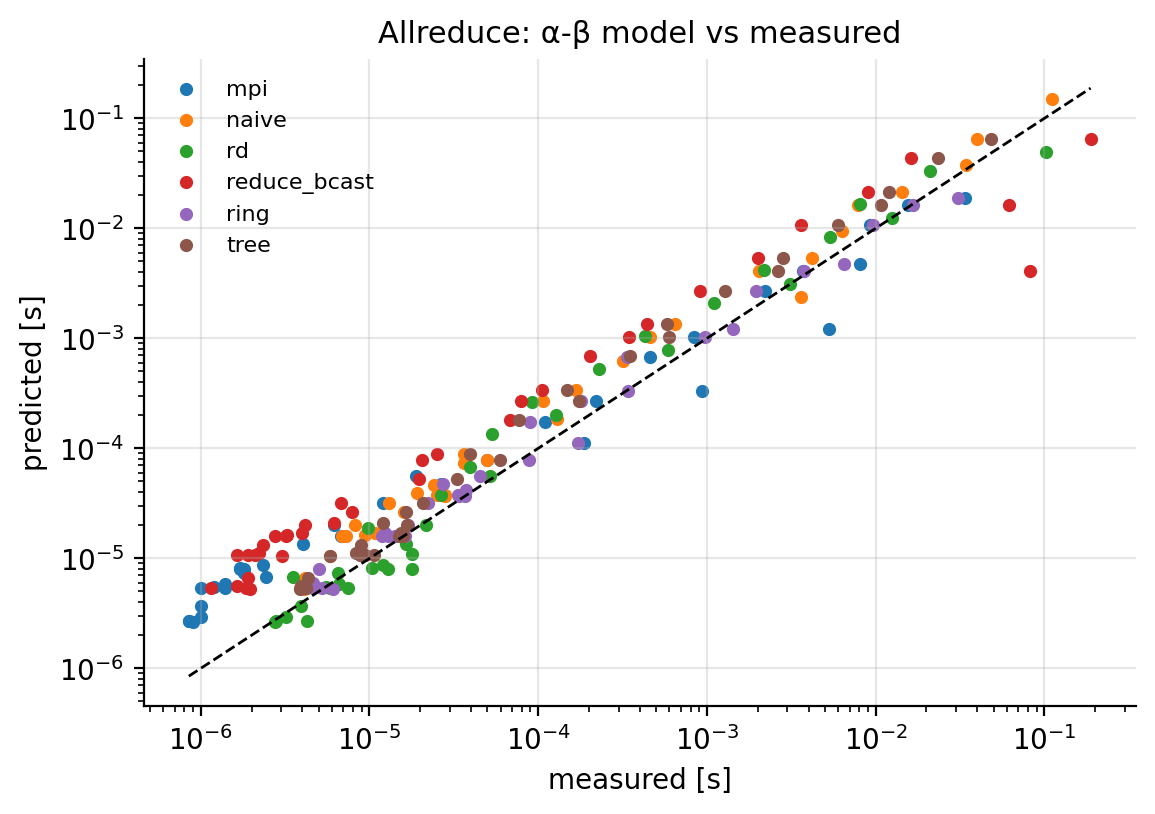 Allreduce: α-β model vs measured
mpi
naive
rd
reduce_bcast
ring
tree
predicted [s]
10⁻¹
10⁻²
10⁻³
10⁻⁴
10⁻⁵
10⁻⁶
10⁻⁶ 10⁻⁵ 10⁻⁴ 10⁻³ 10⁻² 10⁻¹
measured [s]